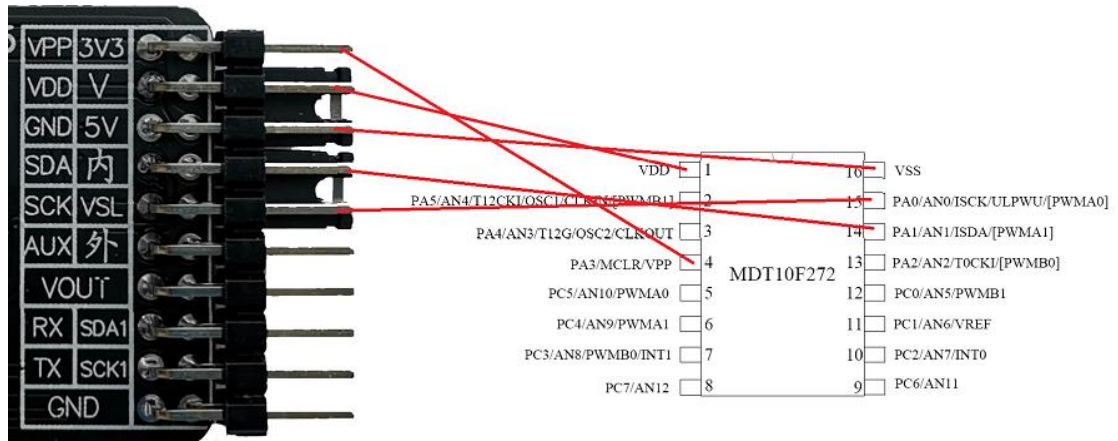 VPP 3V3
VDD V
GND 5V
SDA 内
SCK VSL
AUX 外
VOUT
RX SDA1
TX SCK1
GND
VDD 1
PA5/AN4/T12CKI/OSC1/CLKIN/[PWMB1] 2
PA4/AN3/T12G/OSC2/CLKOUT 3
PA3/MCLR/VPP 4
PC5/AN10/PWMA0 5
PC4/AN9/PWMA1 6
PC3/AN8/PWMB0/INT1 7
PC7/AN12 8
MDT10F272
16 VSS
15 PA0/AN0/ISCK/ULPWU/[PWMA0]
14 PA1/AN1/ISDA/[PWMA1]
13 PA2/AN2/T0CKI/[PWMB0]
12 PC0/AN5/PWMB1
11 PC1/AN6/VREF
10 PC2/AN7/INT0
9 PC6/AN11